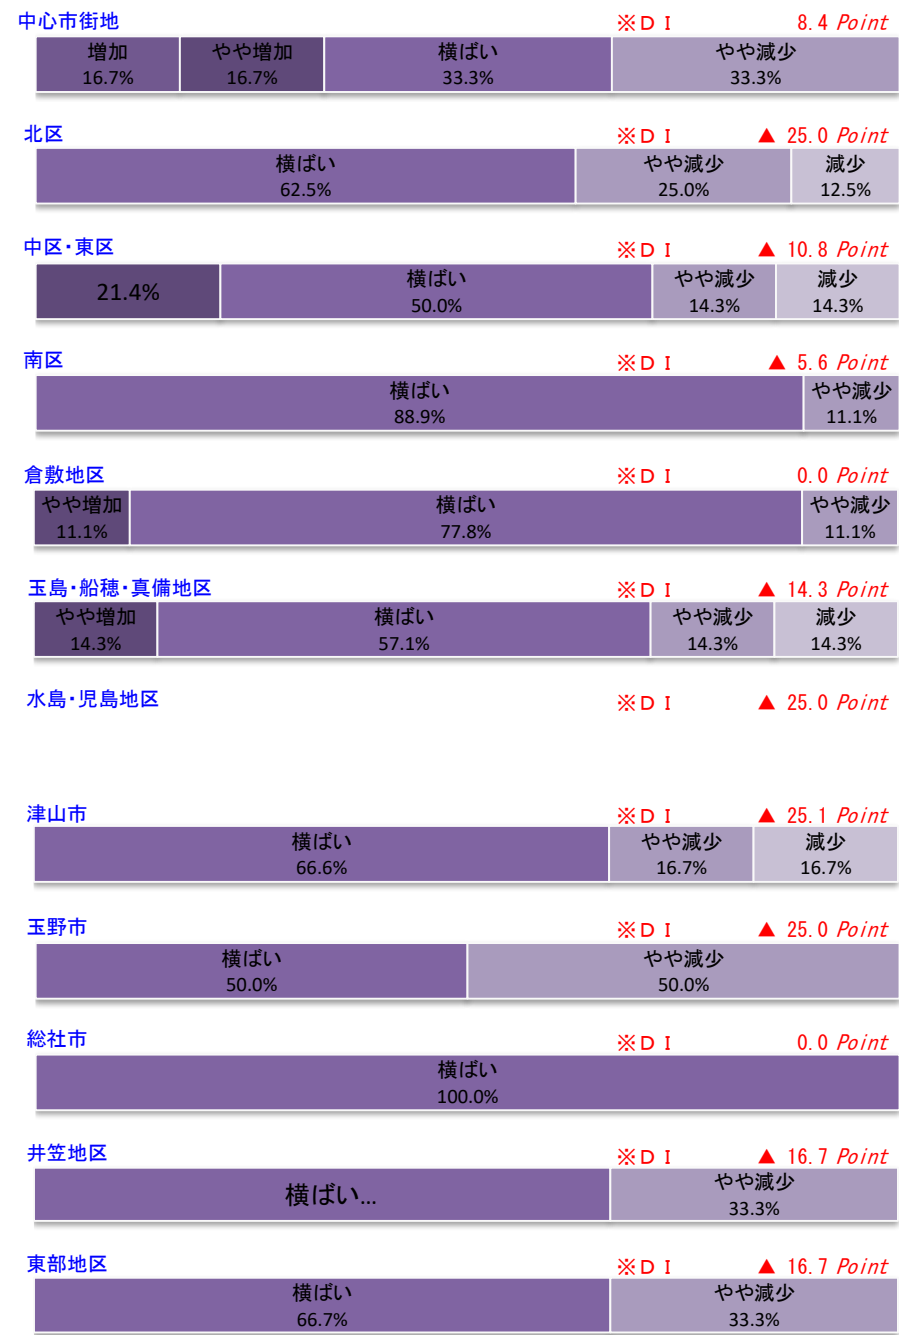 中心市街地 ※ＤＩ 8.4 Point
増加 やや増加 横ばい やや減少
16.7% 16.7% 33.3% 33.3%
北区 ※ＤＩ ▲ 25.0 Point
横ばい やや減少 減少
62.5% 25.0% 12.5%
中区・東区 ※ＤＩ ▲ 10.8 Point
21.4% 横ばい やや減少 減少
50.0% 14.3% 14.3%
南区 ※ＤＩ ▲ 5.6 Point
横ばい やや減少
88.9% 11.1%
倉敷地区 ※ＤＩ 0.0 Point
やや増加 横ばい やや減少
11.1% 77.8% 11.1%
玉島・船穂・真備地区 ※ＤＩ ▲ 14.3 Point
やや増加 横ばい やや減少 減少
14.3% 57.1% 14.3% 14.3%
水島・児島地区 ※ＤＩ ▲ 25.0 Point
津山市 ※ＤＩ ▲ 25.1 Point
横ばい やや減少 減少
66.6% 16.7% 16.7%
玉野市 ※ＤＩ ▲ 25.0 Point
横ばい やや減少
50.0% 50.0%
総社市 ※ＤＩ 0.0 Point
横ばい
100.0%
井笠地区 ※ＤＩ ▲ 16.7 Point
横ばい... やや減少
33.3%
東部地区 ※ＤＩ ▲ 16.7 Point
横ばい やや減少
66.7% 33.3%